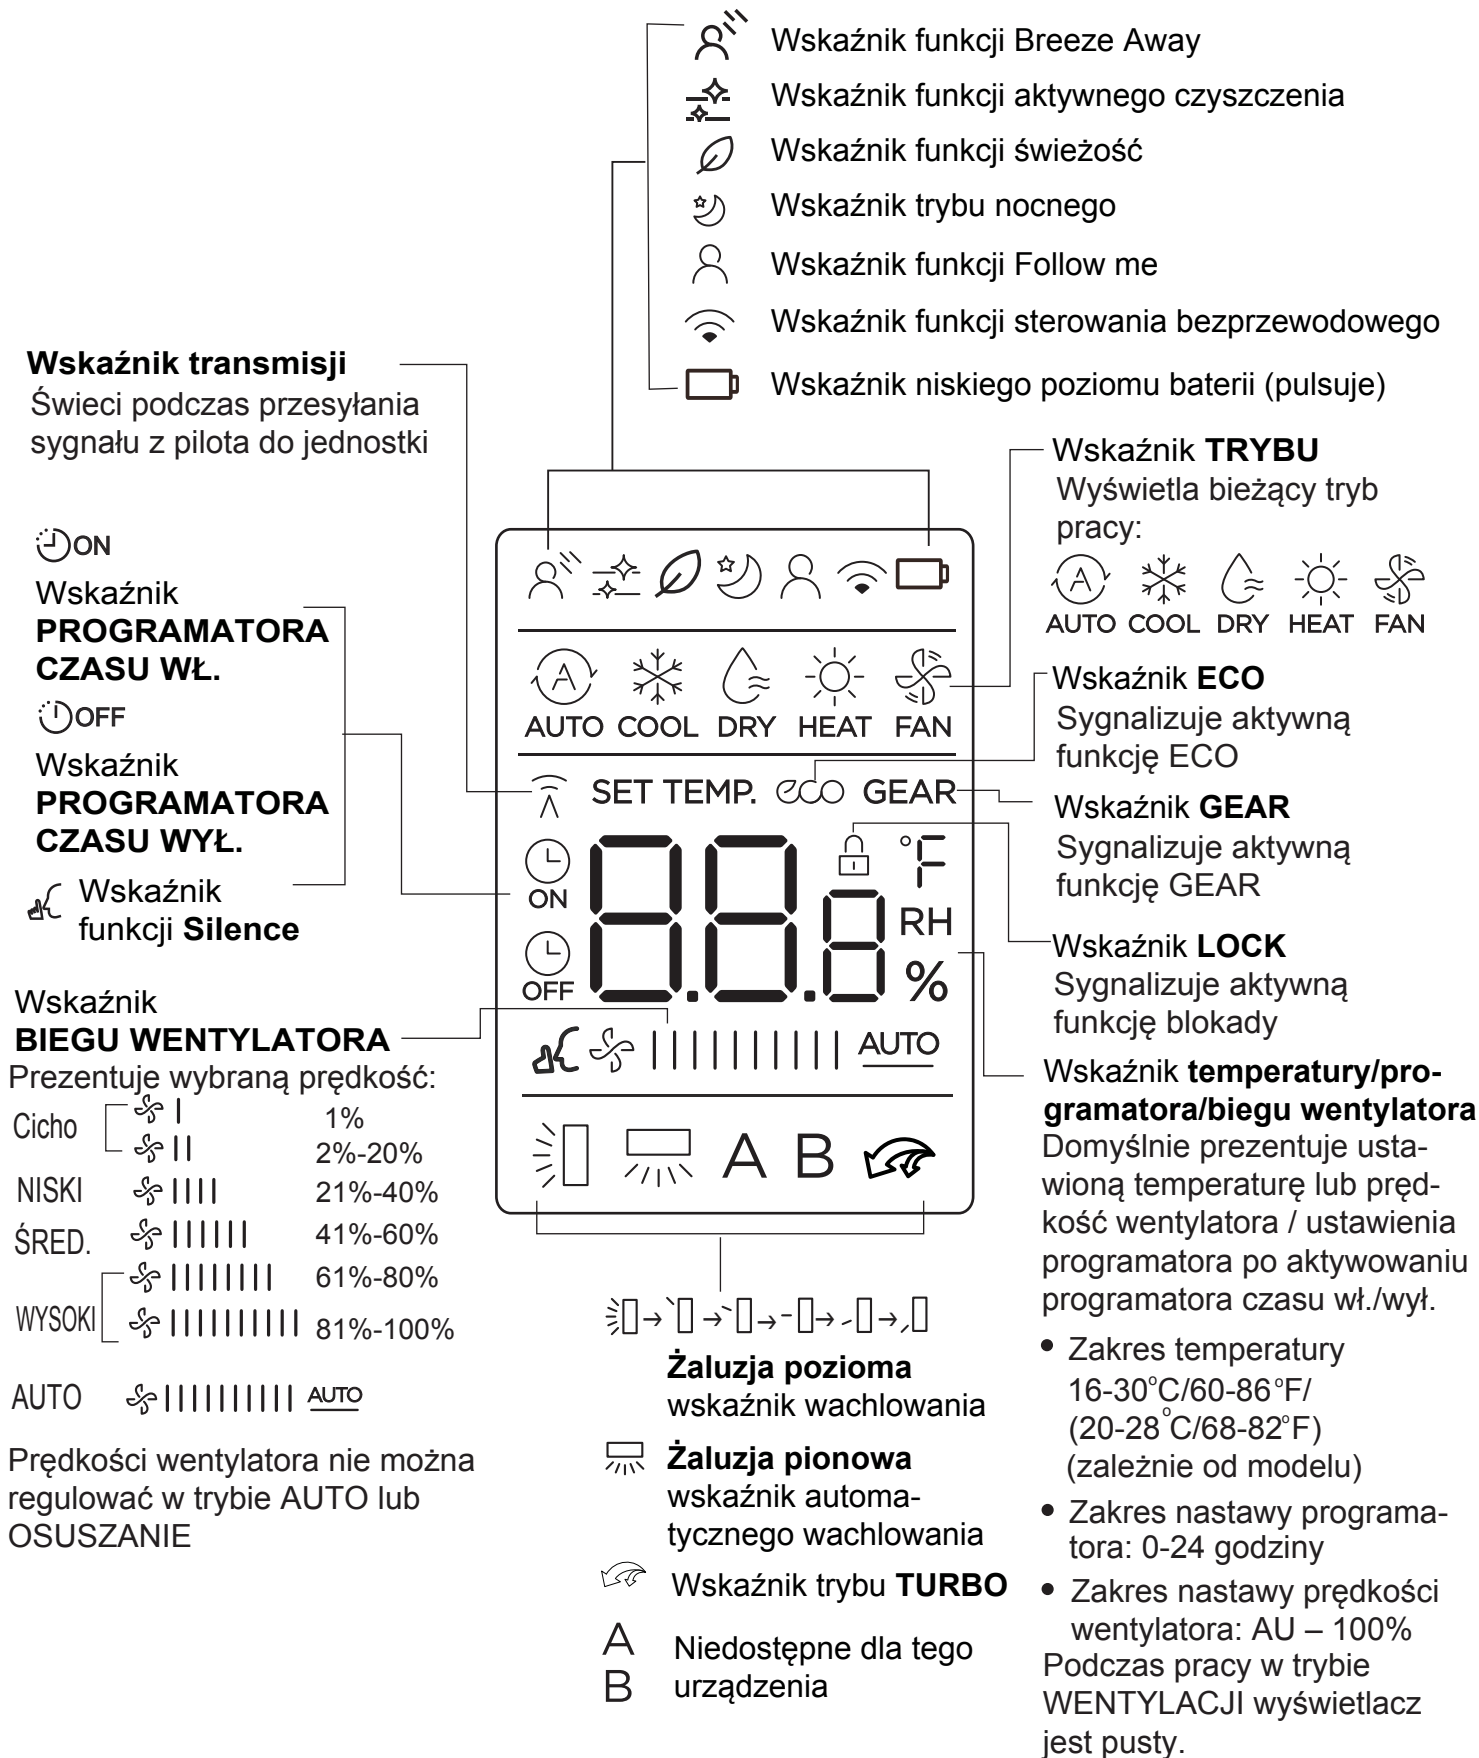 Wskaźnik funkcji Breeze Away
Wskaźnik funkcji aktywnego czyszczenia
Wskaźnik funkcji świeżość
Wskaźnik trybu nocnego
Wskaźnik funkcji Follow me
Wskaźnik funkcji sterowania bezprzewodowego
Wskaźnik niskiego poziomu baterii (pulsuje)
Wskaźnik transmisji
Świeci podczas przesyłania
sygnału z pilota do jednostki
ON
Wskaźnik
PROGRAMATORA
CZASU WŁ.
OFF
Wskaźnik
PROGRAMATORA
CZASU WYŁ.
Wskaźnik
funkcji Silence
Wskaźnik
BIEGU WENTYLATORA
Prezentuje wybraną prędkość:
Cicho 1%
2%-20%
NISKI 21%-40%
ŚRED. 41%-60%
61%-80%
WYSOKI 81%-100%
AUTO AUTO
Prędkości wentylatora nie można
regulować w trybie AUTO lub
OSUSZANIE
A
AUTO COOL DRY HEAT FAN
SET TEMP. eco GEAR
ON
OFF
88.8
°F
RH
%
AUTO
A B
Żaluzja pozioma
wskaźnik wachlowania
Żaluzja pionowa
wskaźnik automa-
tycznego wachlowania
Wskaźnik trybu TURBO
A
B
Niedostępne dla tego
urządzenia
Wskaźnik TRYBU
Wyświetla bieżący tryb
pracy:
A
AUTO COOL DRY HEAT FAN
Wskaźnik ECO
Sygnalizuje aktywną
funkcję ECO
Wskaźnik GEAR
Sygnalizuje aktywną
funkcję GEAR
Wskaźnik LOCK
Sygnalizuje aktywną
funkcję blokady
Wskaźnik temperatury/pro-
gramatora/biegu wentylatora
Domyślnie prezentuje usta-
wioną temperaturę lub pręd-
kość wentylatora / ustawienia
programatora po aktywowaniu
programatora czasu wł./wył.
• Zakres temperatury
16-30°C/60-86°F/
(20-28°C/68-82°F)
(zależnie od modelu)
• Zakres nastawy programa-
tora: 0-24 godziny
• Zakres nastawy prędkości
wentylatora: AU – 100%
Podczas pracy w trybie
WENTYLACJI wyświetlacz
jest pusty.